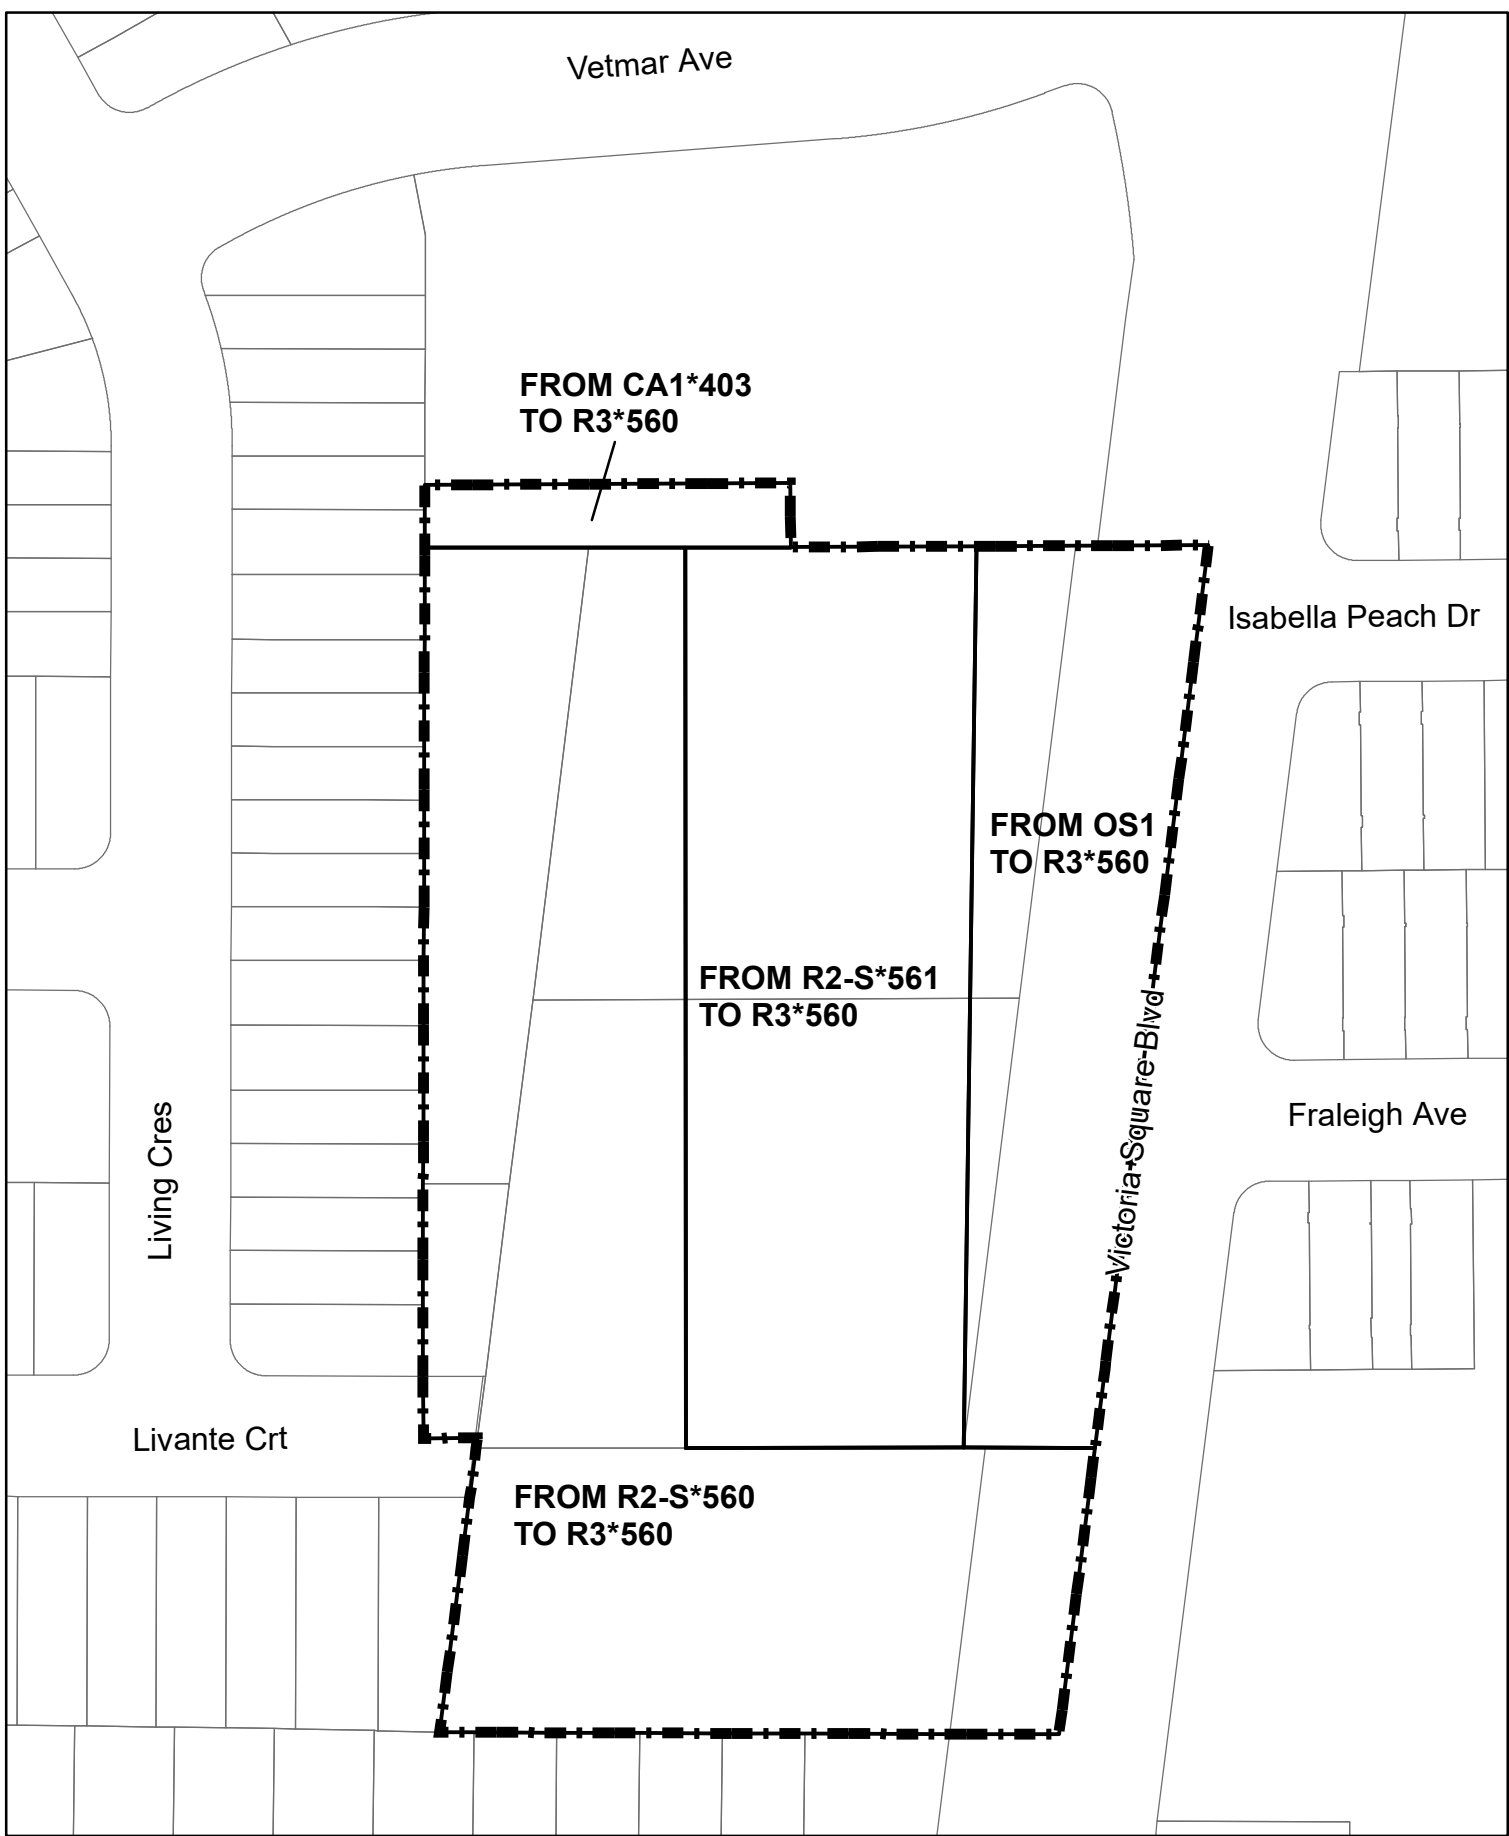 Vetmar Ave
FROM CA1*403
TO R3*560
Isabella Peach Dr
FROM OS1
TO R3*560
FROM R2-S*561
TO R3*560
Victoria Square Blvd
Fraleigh Ave
Living Cres
Livante Crt
FROM R2-S*560
TO R3*560